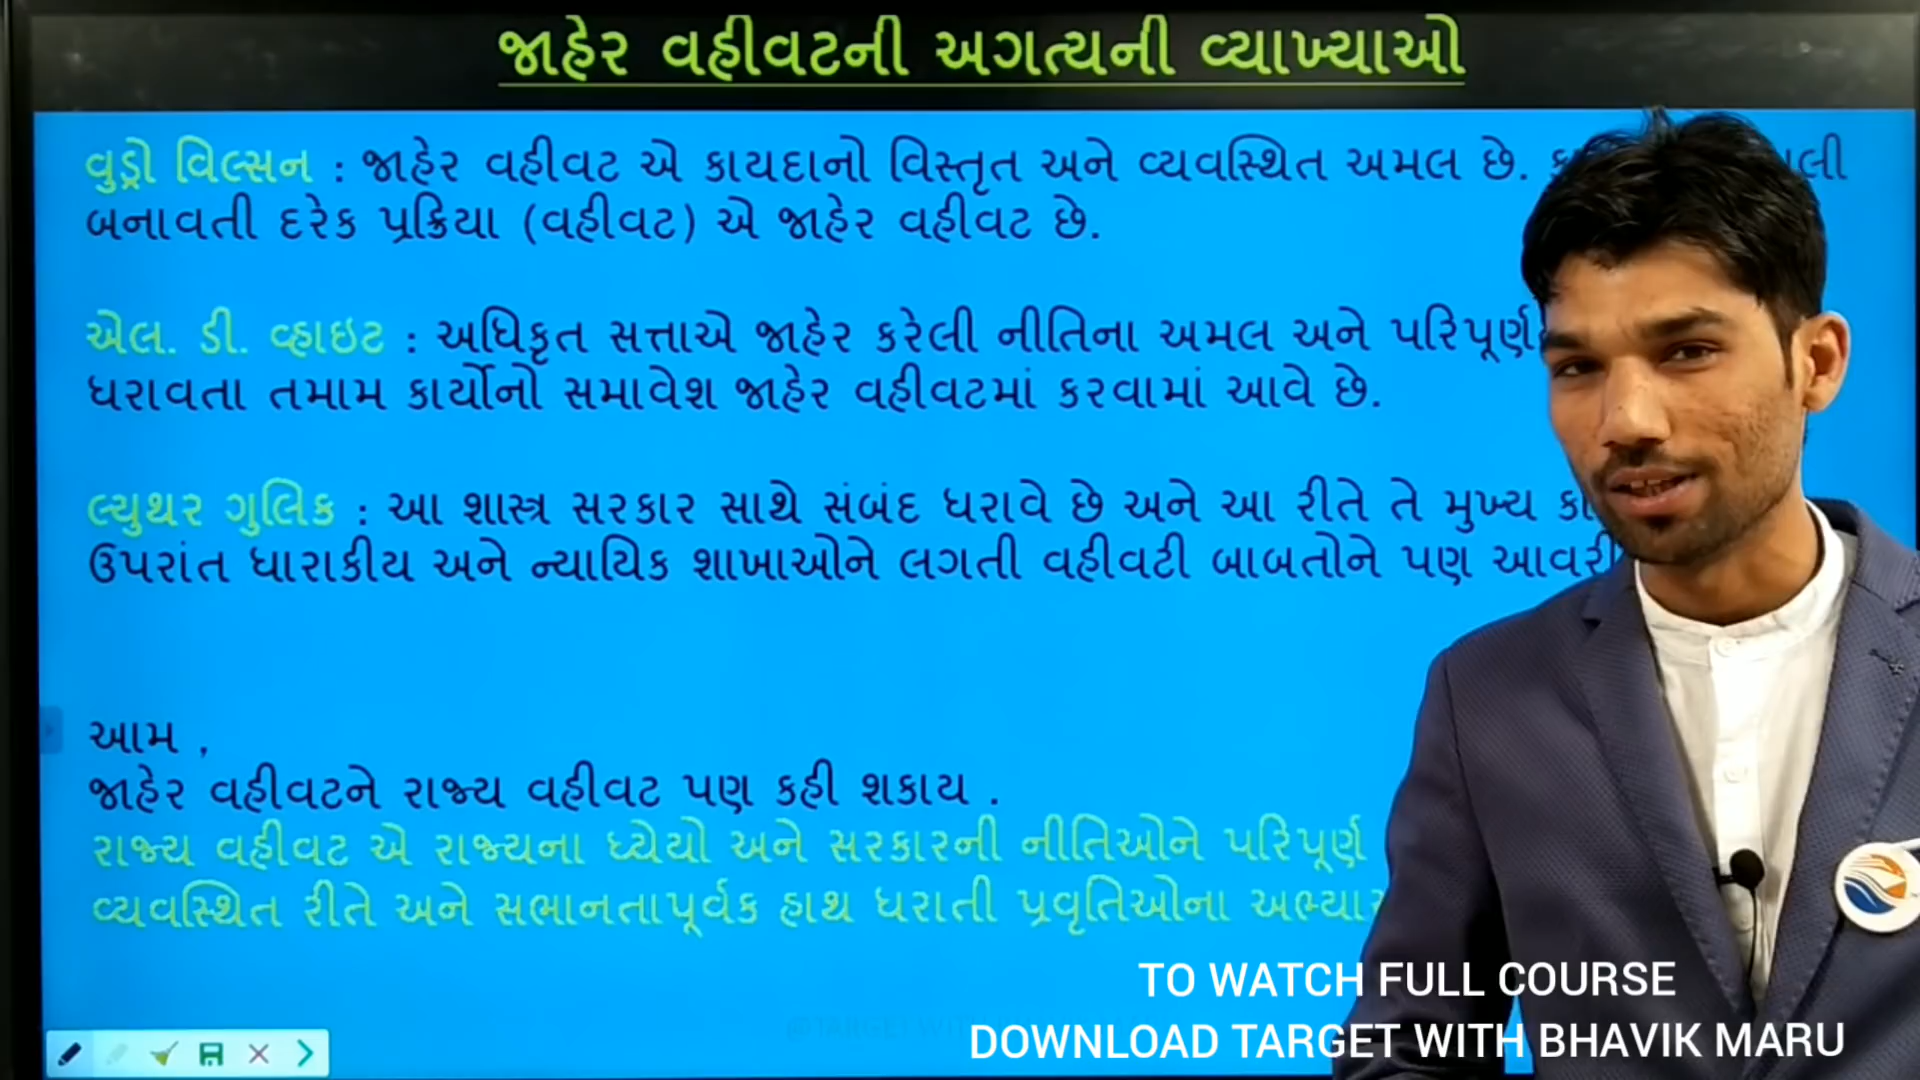 જાહેર વહીવટની અગત્યની વ્યાખ્યાઓ
વુડ્રો વિલ્સન : જાહેર વહીવટ એ કાયદાનો વિસ્તૃત અને વ્યવસ્થિત અમલ છે.
બનાવતી દરેક પ્રક્રિયા (વહીવટ) એ જાહેર વહીવટ છે.
એલ. ડી. વ્હાઇટ : અધિકૃત સત્તાએ જાહેર કરેલી નીતિના અમલ અને પરિપૂર્ણ
ધરાવતા તમામ કાર્યોનો સમાવેશ જાહેર વહીવટમાં કરવામાં આવે છે.
લ્યુથર ગુલિક : આ શાસ્ત્ર સરકાર સાથે સંબંદ ધરાવે છે અને આ રીતે તે મુખ્ય
ઉપરાંત ધારાકીય અને ન્યાયિક શાખાઓને લગતી વહીવટી બાબતોને પણ આવરી
આમ ,
જાહેર વહીવટને રાજ્ય વહીવટ પણ કહી શકાય .
રાજ્ય વહીવટ એ રાજ્યના ધ્યેયો અને સરકારની નીતિઓને પરિપૂર્ણ
વ્યવસ્થિત રીતે અને સભાનતાપૂર્વક હાથ ધરાતી પ્રવૃતિઓના
TO WATCH FULL COURSE
DOWNLOAD TARGET WITH BHAVIK MARU